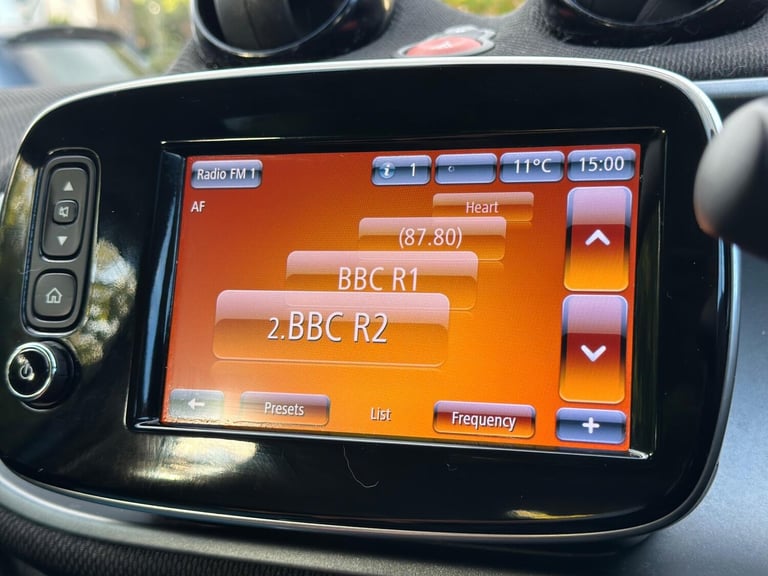 Radio FM 1
i 1
11°C
15:00
AF
Heart
(87.80)
BBC R1
2.BBC R2
Presets
List
Frequency
+